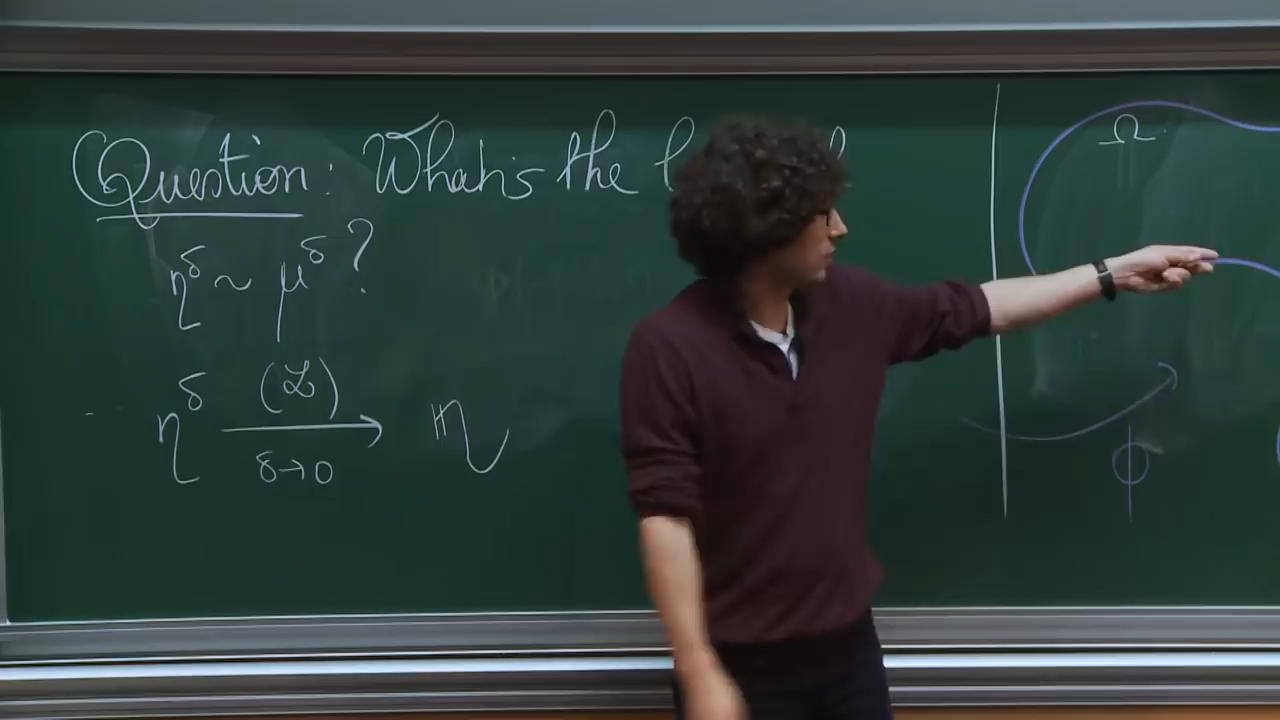 Question: What's the
η^δ ~ μ^δ ?
η^δ (ℒ) → δ→0 η
Ω
ϕ